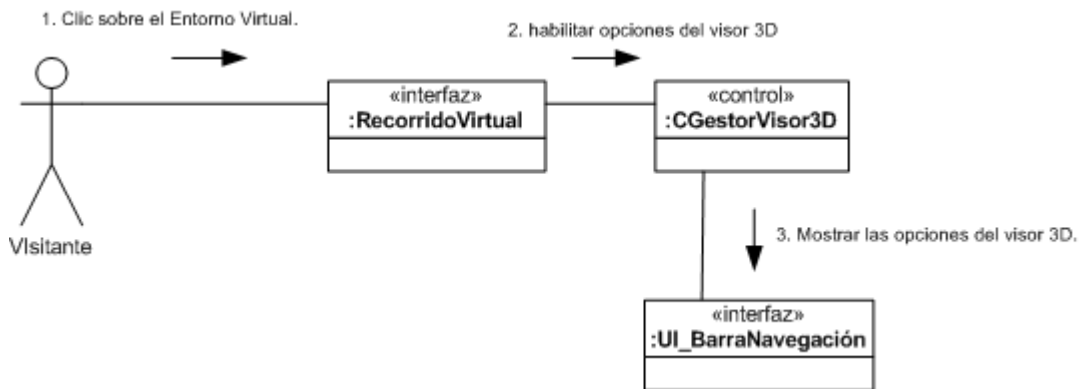 1. Clic sobre el Entorno Virtual.
2. habilitar opciones del visor 3D
«interfaz»
:RecorridoVirtual
«control»
:CGestorVisor3D
VIsitante
3. Mostrar las opciones del visor 3D.
«interfaz»
:UI_BarraNavegación